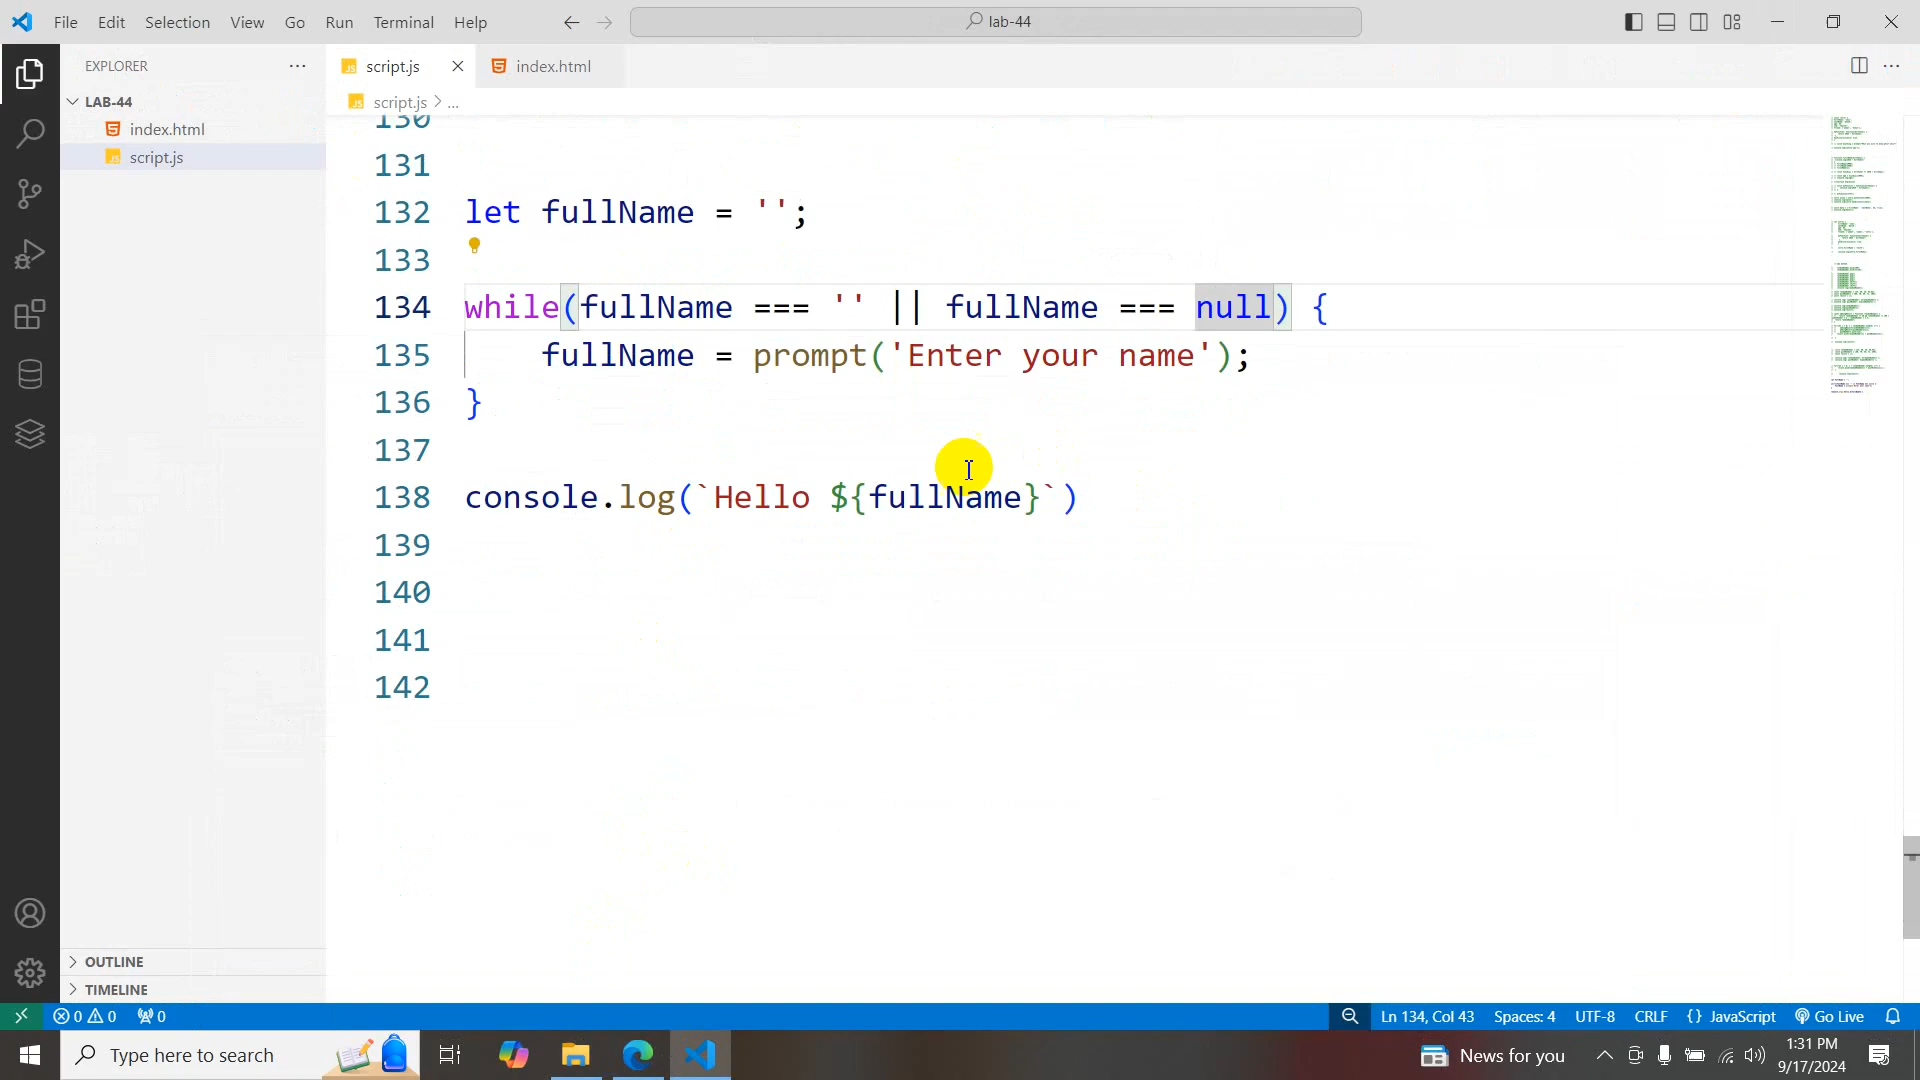 File Edit Selection View Go Run Terminal Help
lab-44
EXPLORER
LAB-44
index.html
script.js
script.js
index.html
script.js > ...
130
131
132 let fullName = '';
133
134 while(fullName === '' || fullName === null) {
135 fullName = prompt('Enter your name');
136 }
137
138 console.log(`Hello ${fullName}`)
139
140
141
142
OUTLINE
TIMELINE
0 0 0
Ln 134, Col 43 Spaces: 4 UTF-8 CRLF {} JavaScript Go Live
Type here to search
News for you
1:31 PM
9/17/2024